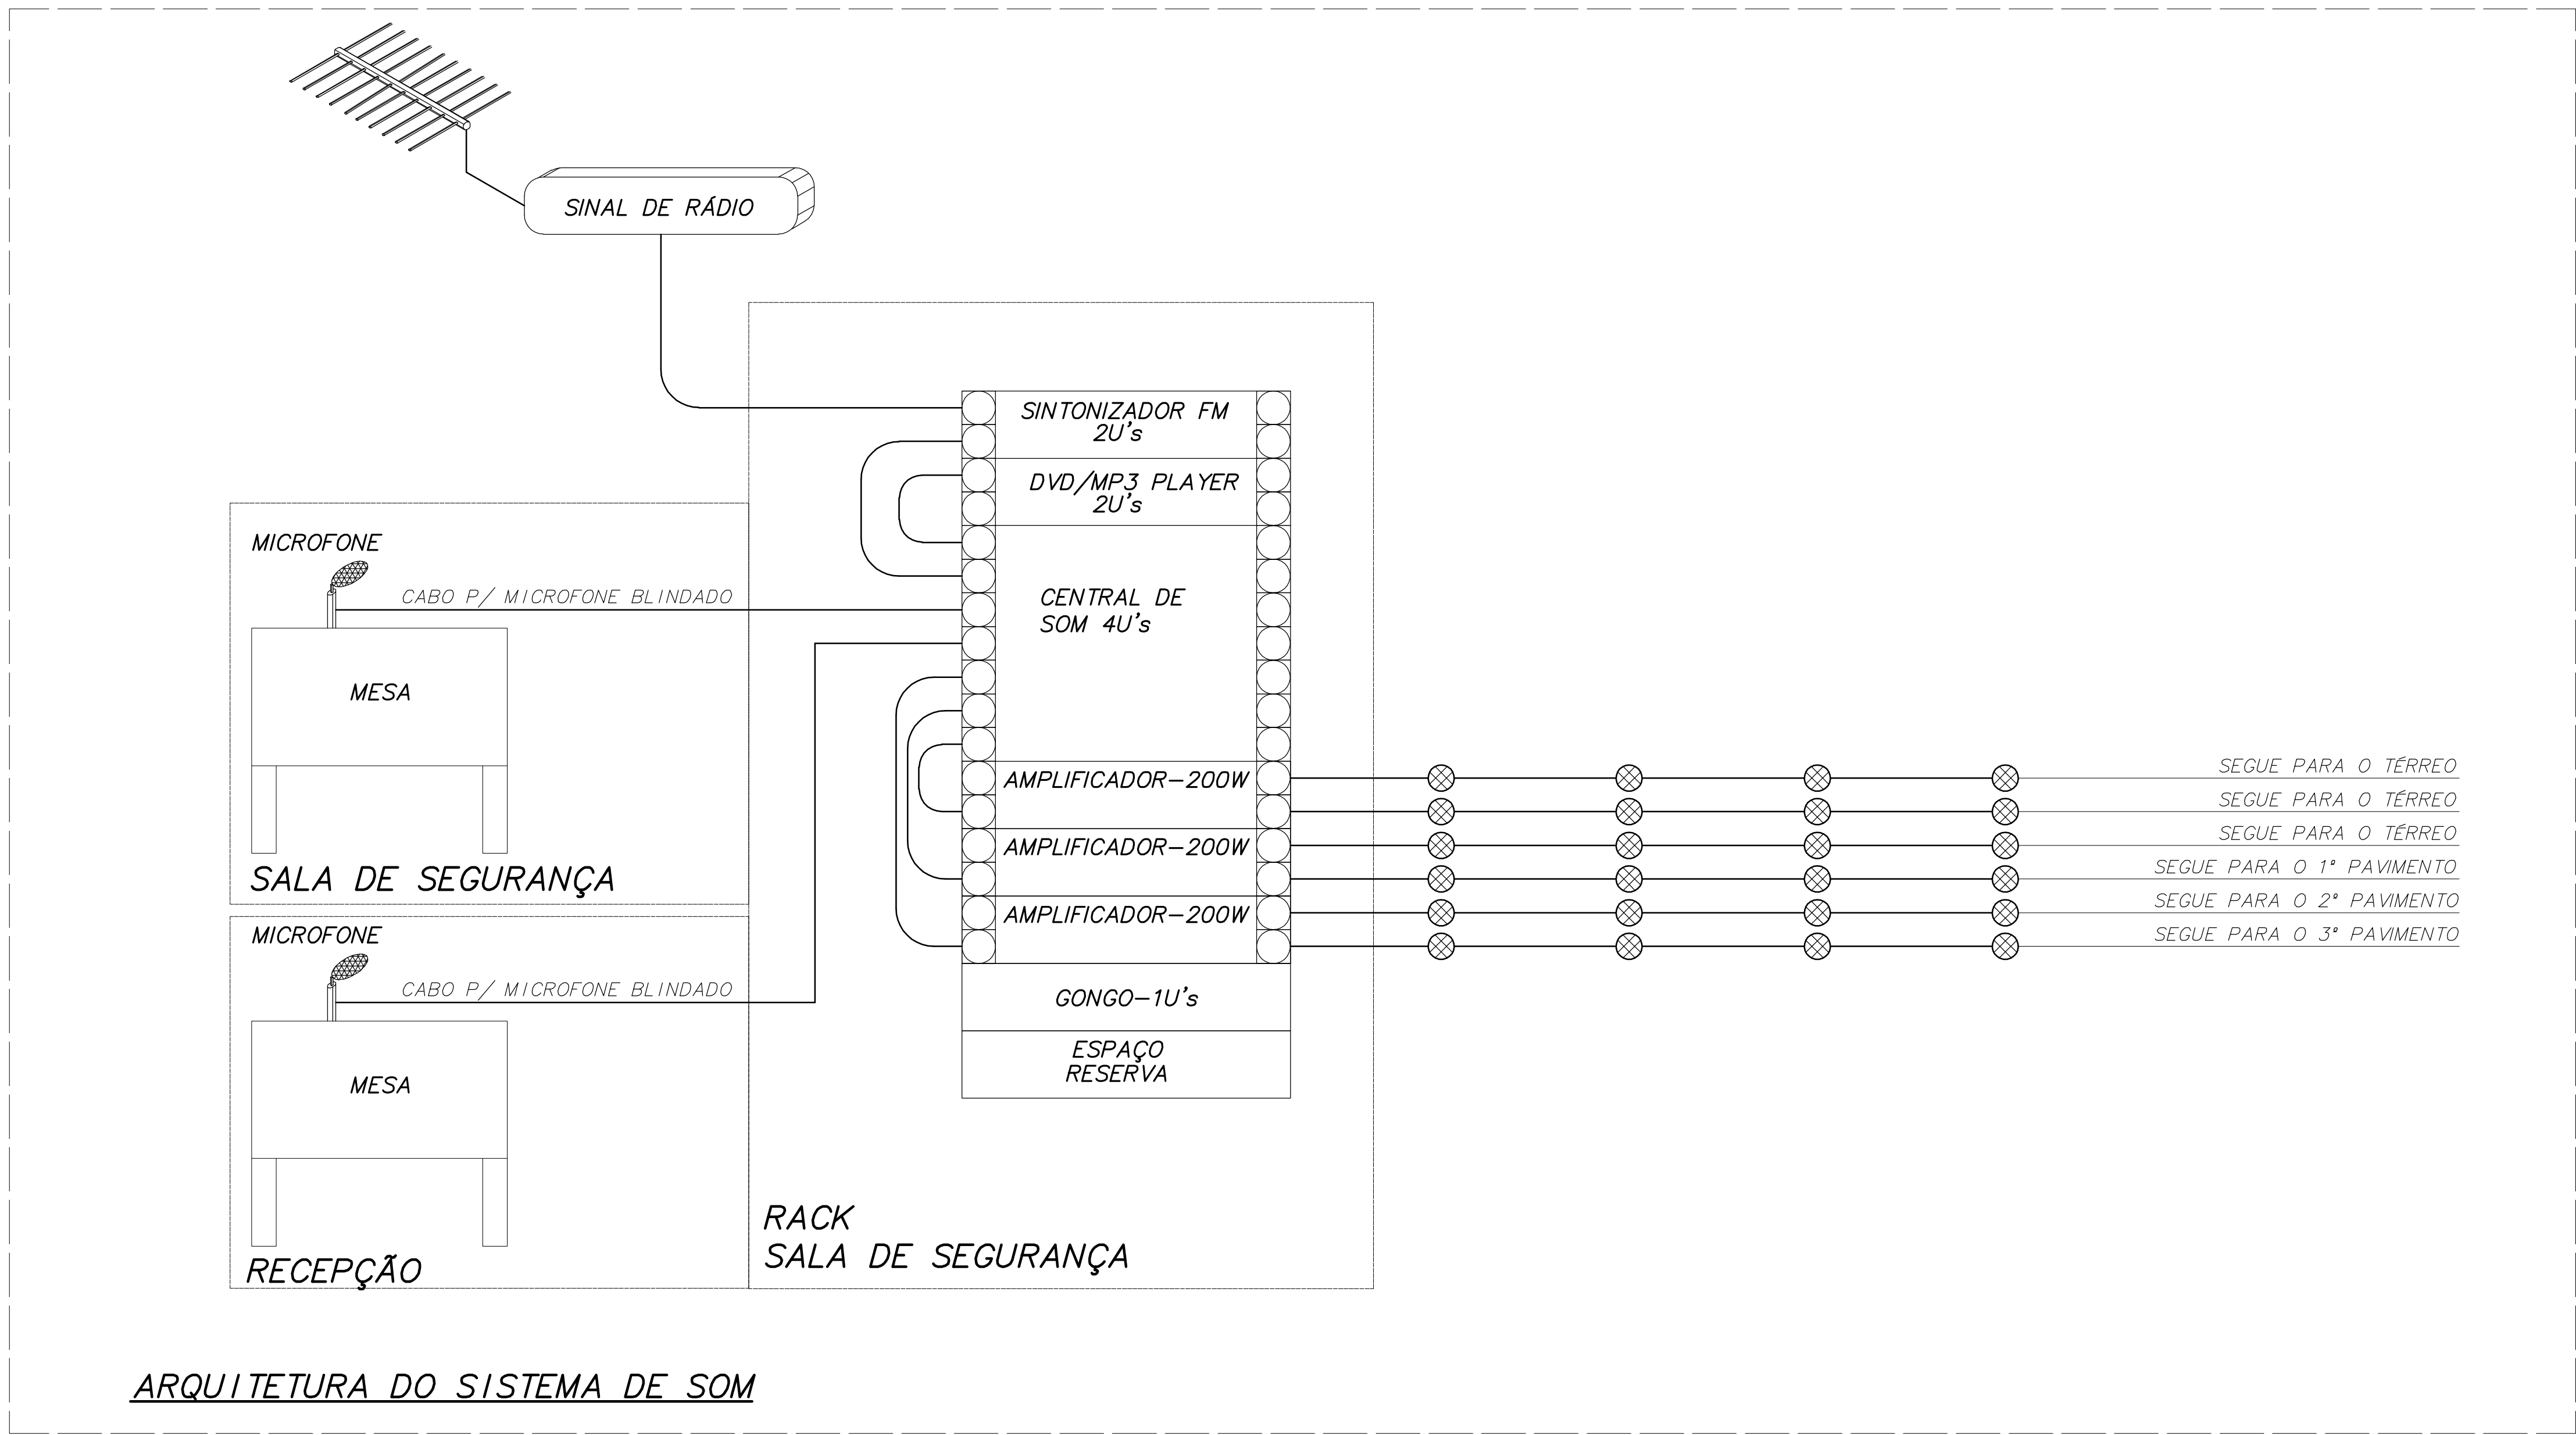 SINAL DE RÁDIO
SINTONIZADOR FM
2U's
DVD/MP3 PLAYER
2U's
CENTRAL DE
SOM 4U's
AMPLIFICADOR-200W
AMPLIFICADOR-200W
AMPLIFICADOR-200W
GONGO-1U's
ESPAÇO
RESERVA
MICROFONE
CABO P/ MICROFONE BLINDADO
MESA
SALA DE SEGURANÇA
MICROFONE
CABO P/ MICROFONE BLINDADO
MESA
RECEPÇÃO
RACK
SALA DE SEGURANÇA
SEGUE PARA O TÉRREO
SEGUE PARA O TÉRREO
SEGUE PARA O TÉRREO
SEGUE PARA O 1º PAVIMENTO
SEGUE PARA O 2º PAVIMENTO
SEGUE PARA O 3º PAVIMENTO
ARQUITETURA DO SISTEMA DE SOM